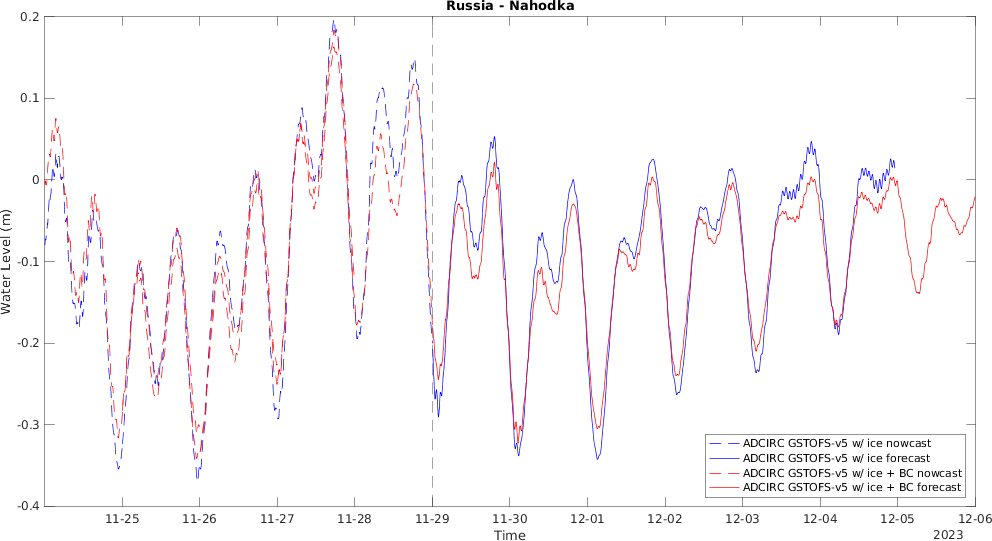 Russia - Nahodka
0.2
0.1
0
-0.1
-0.2
-0.3
-0.4
Water Level (m)
ADCIRC GSTOFS-v5 w/ ice nowcast
ADCIRC GSTOFS-v5 w/ ice forecast
ADCIRC GSTOFS-v5 w/ ice + BC nowcast
ADCIRC GSTOFS-v5 w/ ice + BC forecast
11-25 11-26 11-27 11-28 11-29 11-30 12-01 12-02 12-03 12-04 12-05 12-06
Time
2023